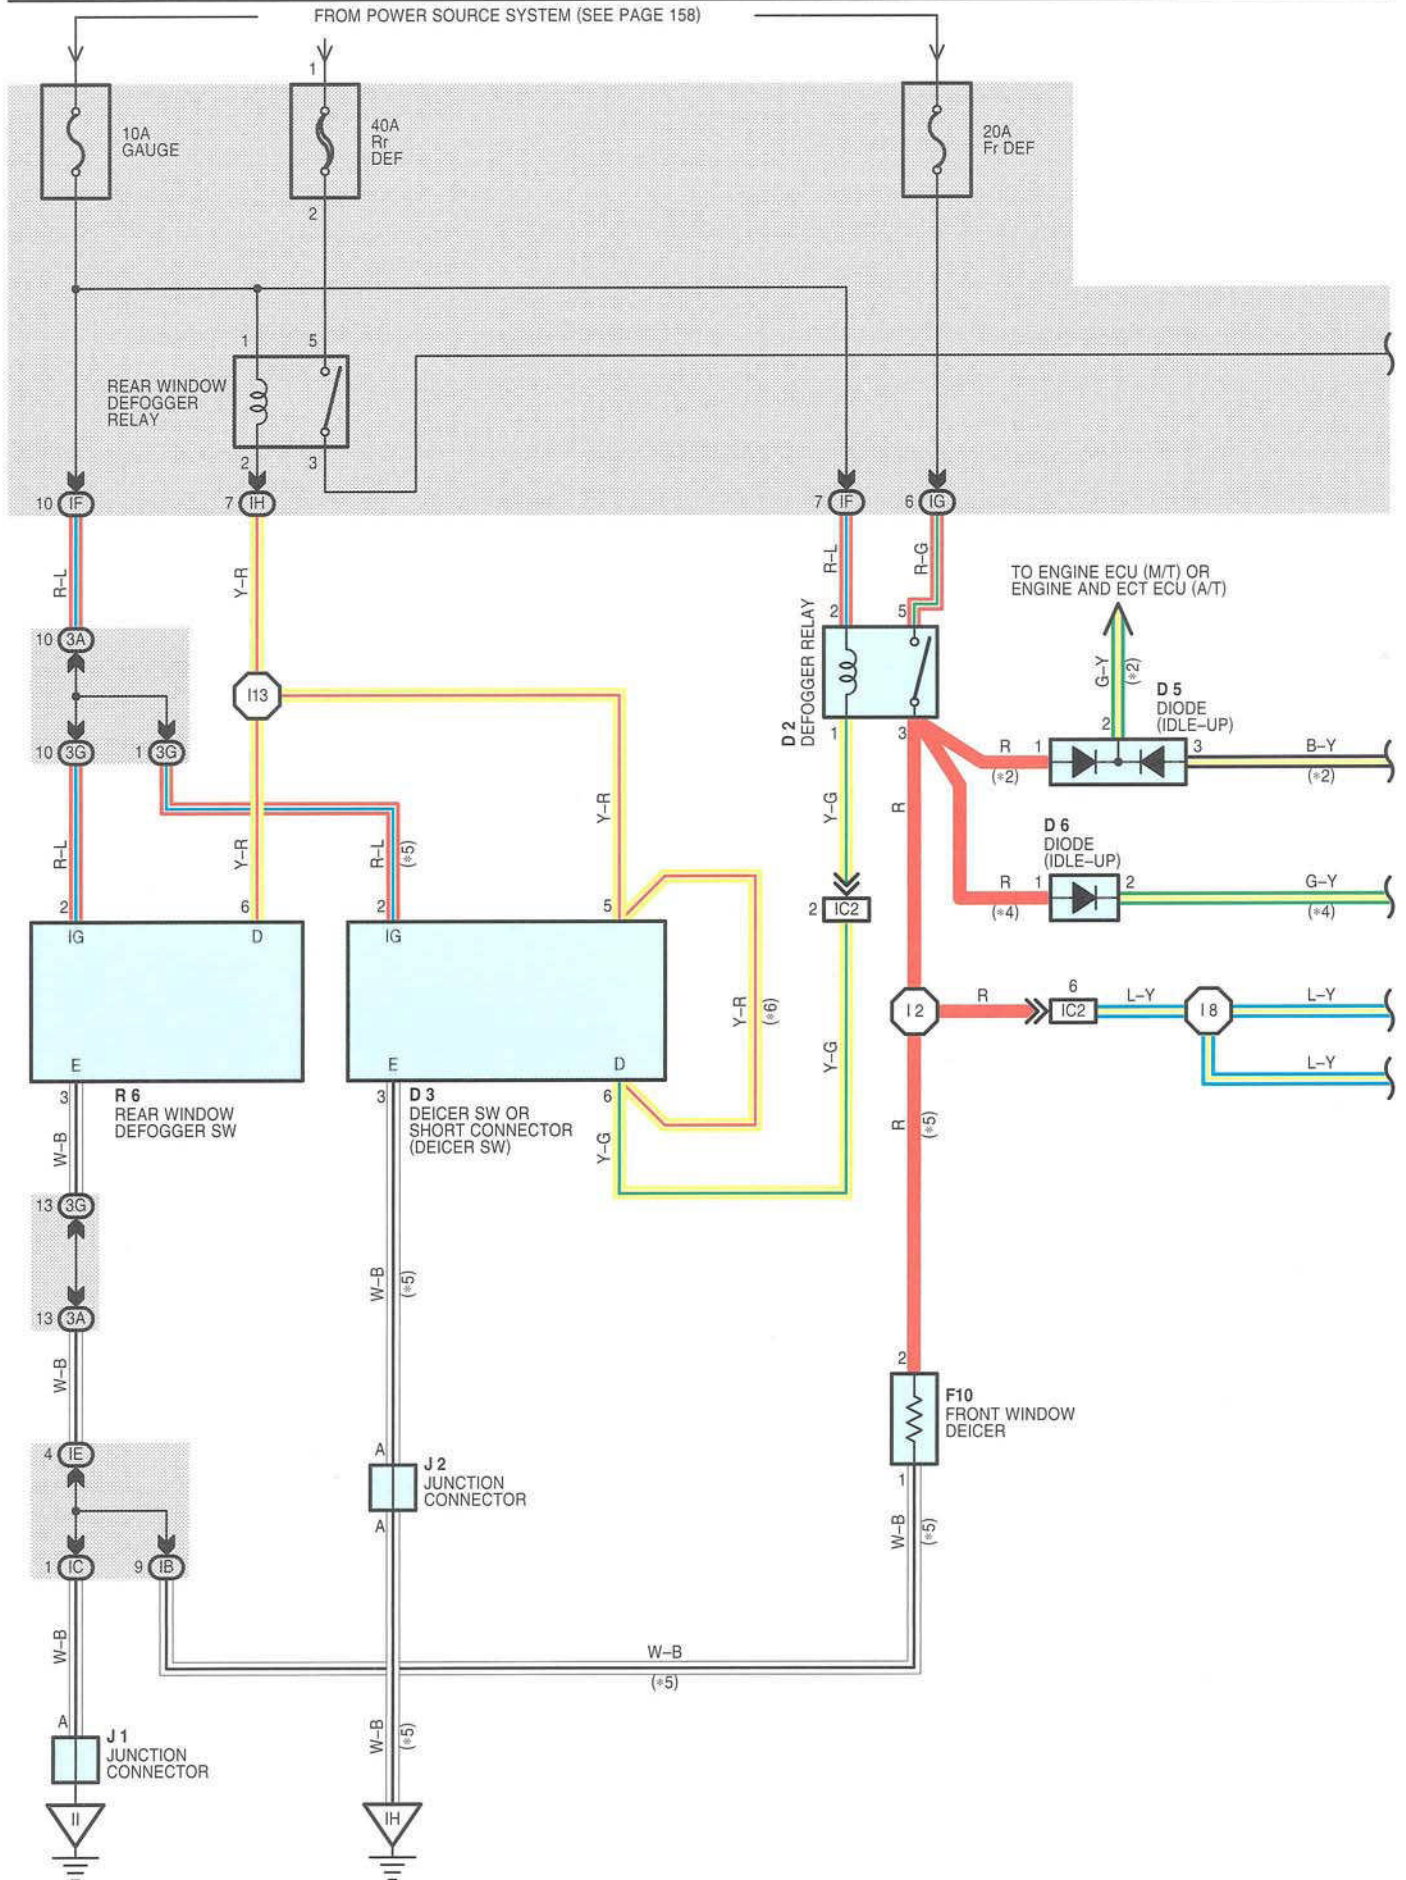 FROM POWER SOURCE SYSTEM (SEE PAGE 158)
1
10A
GAUGE
40A
Rr
DEF
20A
Fr DEF
2
1
5
REAR WINDOW
DEFOGGER
RELAY
2
3
10 IF
7 IH
7 IF
6 IG
R–L
Y–R
R–L
R–G
TO ENGINE ECU (M/T) OR
ENGINE AND ECT ECU (A/T)
2
5
10 3A
G–Y
(*2)
I13
D 2
DEFOGGER RELAY
D 5
DIODE
(IDLE–UP)
2
1
3
10 3G
1 3G
R
1
3
B–Y
(*2)
(*2)
R–L
Y–R
R–L
(*5)
Y–R
Y–G
R
D 6
DIODE
(IDLE–UP)
R
1
2
G–Y
(*4)
(*4)
2
6
2
5
2 IC2
IG
D
IG
Y–R
(*6)
6
R
IC2
L–Y
I 8
L–Y
I 2
Y–G
L–Y
E
E
D
3
R 6
REAR WINDOW
DEFOGGER SW
3
D 3
DEICER SW OR
SHORT CONNECTOR
(DEICER SW)
6
W–B
Y–G
R
(*5)
13 3G
W–B
(*5)
13 3A
W–B
2
F10
FRONT WINDOW
DEICER
4 IE
A
J 2
JUNCTION
CONNECTOR
A
1
W–B
(*5)
1 IC
9 IB
W–B
W–B
(*5)
A
J 1
JUNCTION
CONNECTOR
W–B
(*5)
II
IH